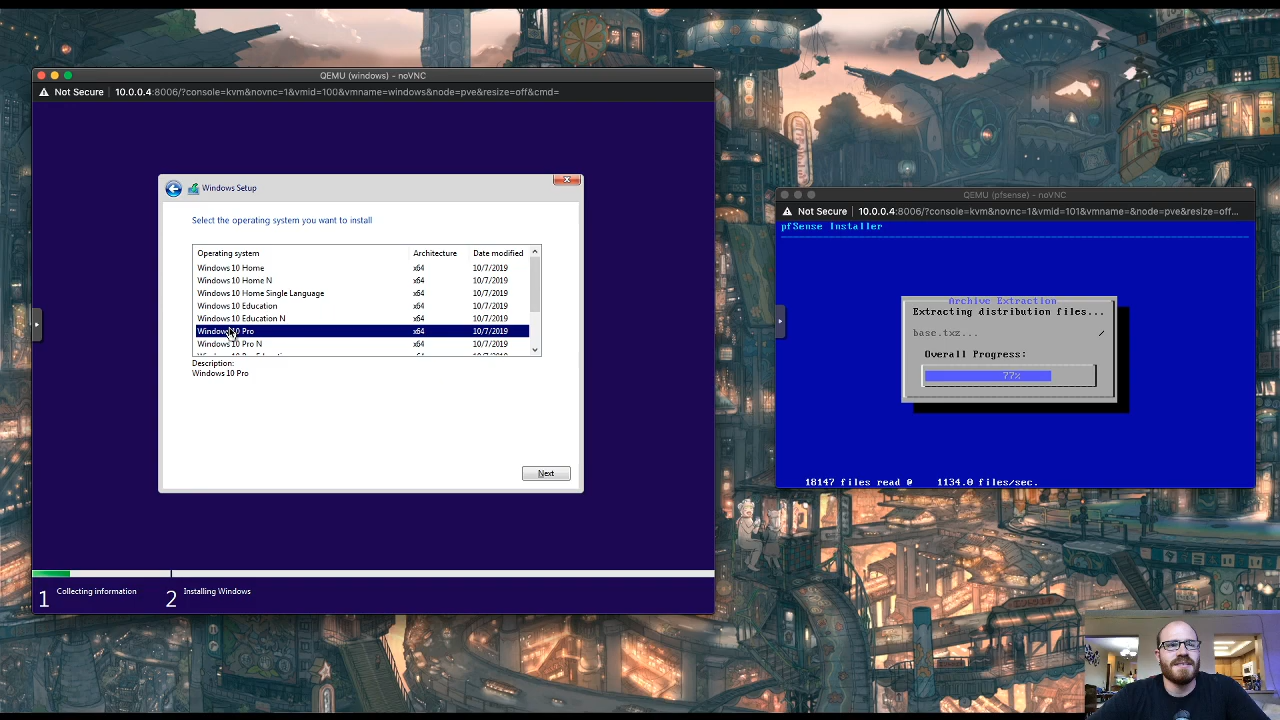 QEMU (windows) - noVNC
Not Secure 10.0.0.4:8006/?console=kvm&novnc=1&vmid=100&vmname=windows&node=pve&resize=off&cmd=
Windows Setup
Select the operating system you want to install
Operating system Architecture Date modified
Windows 10 Home x64 10/7/2019
Windows 10 Home N x64 10/7/2019
Windows 10 Home Single Language x64 10/7/2019
Windows 10 Education x64 10/7/2019
Windows 10 Education N x64 10/7/2019
Windows 10 Pro x64 10/7/2019
Windows 10 Pro N x64 10/7/2019
Description:
Windows 10 Pro
Next
1 Collecting information 2 Installing Windows
QEMU (pfsense) - noVNC
Not Secure 10.0.0.4:8006/?console=kvm&novnc=1&vmid=101&vmname=&node=pve&resize=off...
pfSense Installer
Archive Extraction
Extracting distribution files...
base.txz... /
Overall Progress:
77%
18147 files read @ 1134.0 files/sec.